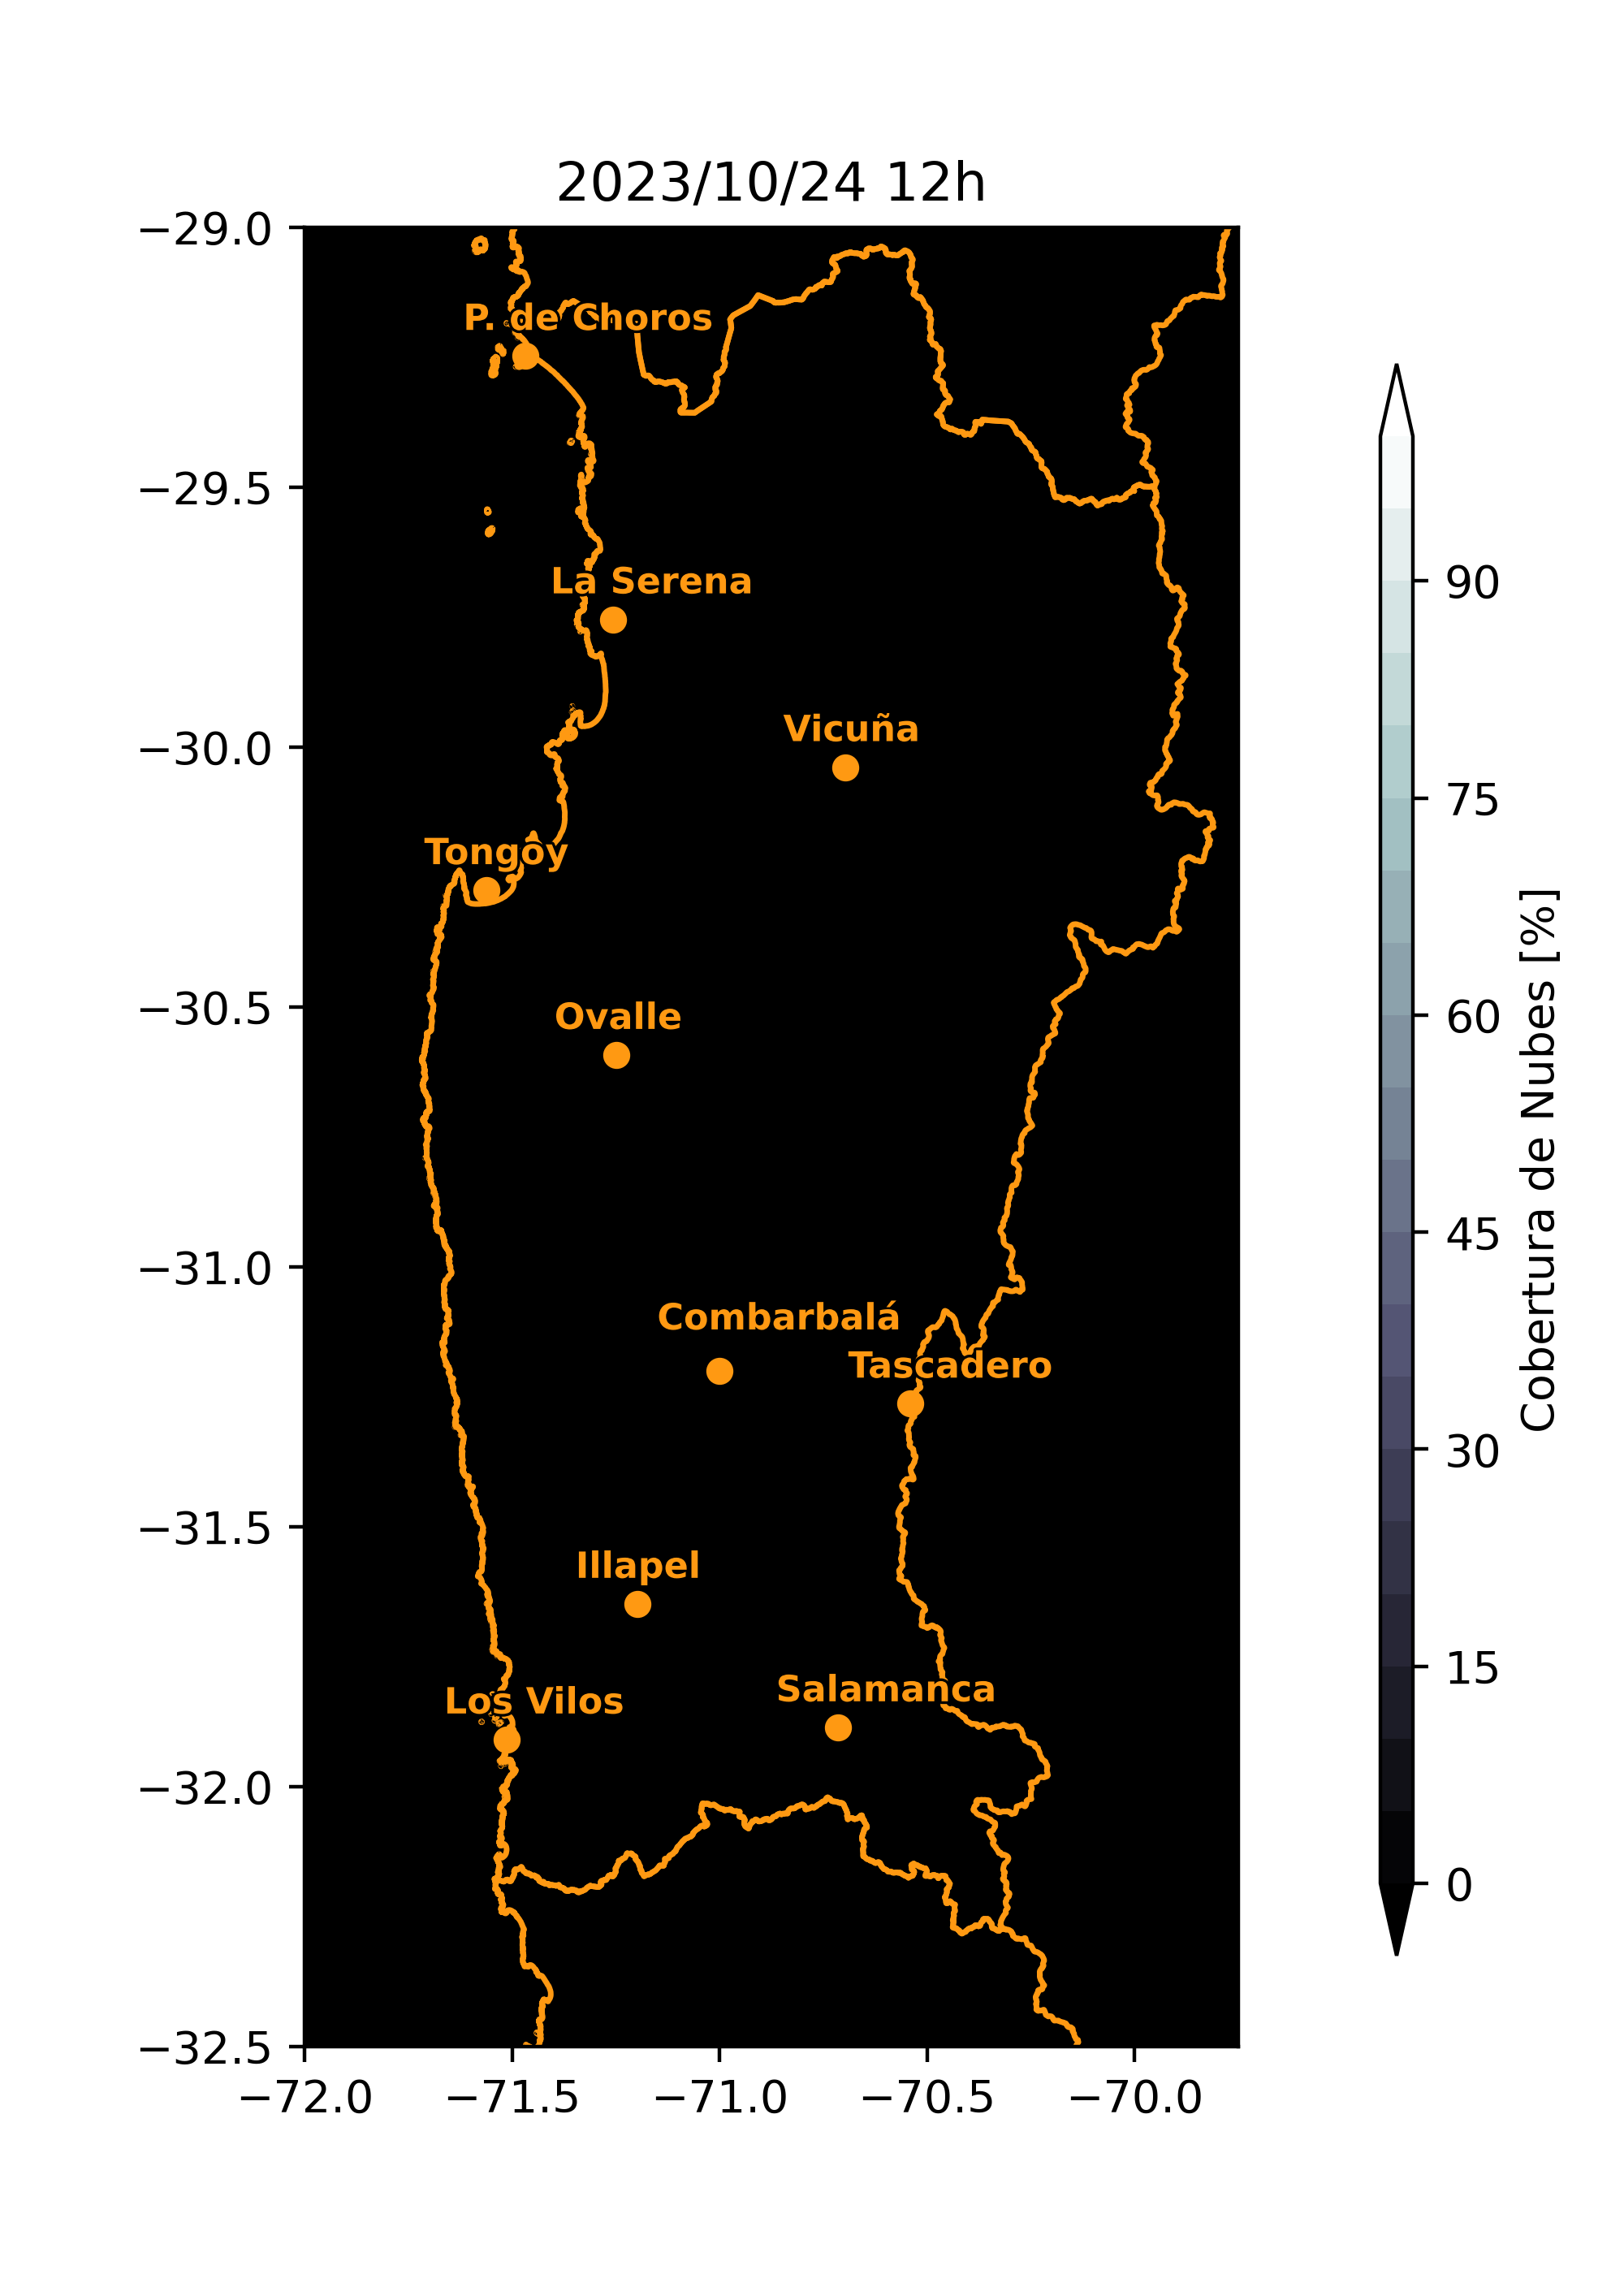 2023/10/24 12h
−29.0
P. de Choros
−29.5
La Serena
90
Vicuña
−30.0
75
Tongoy
−30.5
Ovalle
60
Cobertura de Nubes [%]
45
−31.0
Combarbalá
Tascadero
30
−31.5
Illapel
15
Salamanca
Los Vilos
−32.0
0
−32.5
−72.0 −71.5 −71.0 −70.5 −70.0